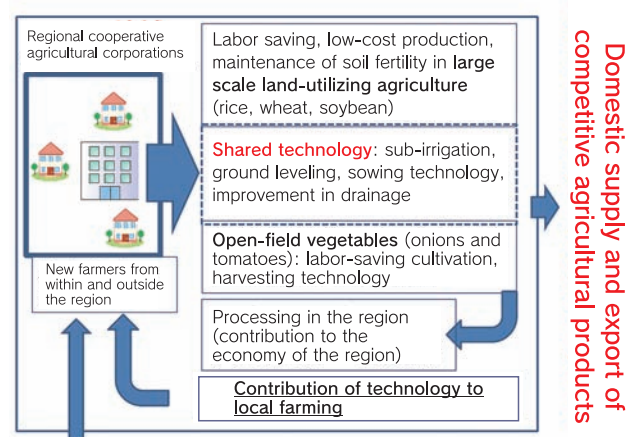 Regional cooperative
agricultural corporations
New farmers from
within and outside
the region
Labor saving, low-cost production,
maintenance of soil fertility in large
scale land-utilizing agriculture
(rice, wheat, soybean)
Shared technology: sub-irrigation,
ground leveling, sowing technology,
improvement in drainage
Open-field vegetables (onions and
tomatoes): labor-saving cultivation,
harvesting technology
Processing in the region
(contribution to the
economy of the region)
Contribution of technology to
local farming
Domestic supply and export of
competitive agricultural products